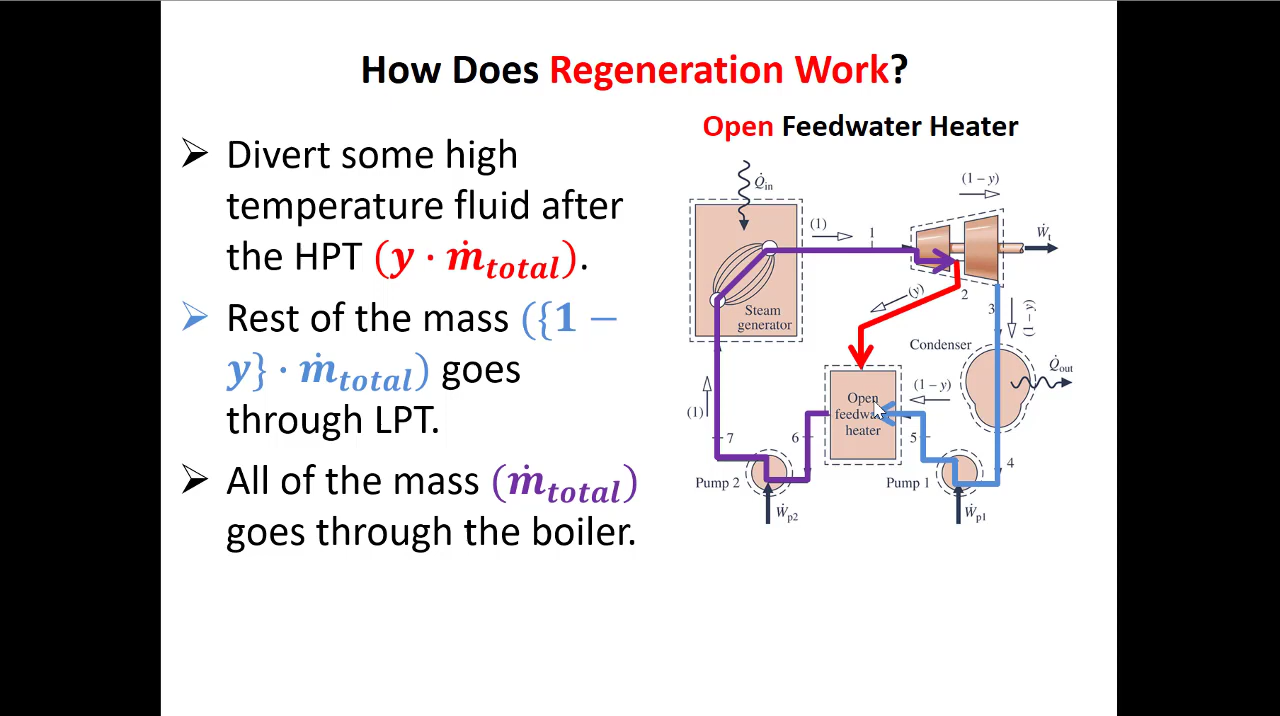 How Does Regeneration Work?
Open Feedwater Heater
➢ Divert some high
temperature fluid after
the HPT (y · ṁ_total).
➢ Rest of the mass ({1 −
y} · ṁ_total) goes
through LPT.
➢ All of the mass (ṁ_total)
goes through the boiler.
Q̇in
(1 – y)
(1)
1
Ẇt
Steam
generator
(y)
2
3
(1 – y)
Condenser
Q̇out
(1 – y)
Open
feedwater
heater
(1)
7
6
5
4
Pump 2
Pump 1
Ẇp2
Ẇp1